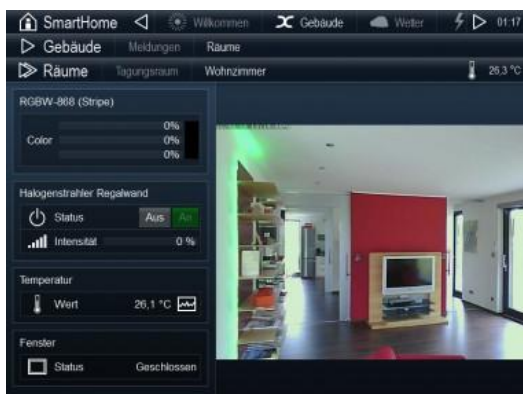 SmartHome Willkommen Gebäude Wetter 01:17
Gebäude Meldungen Räume
Räume Tagungsraum Wohnzimmer 26,3 °C
RGBW-868 (Stripe)
0%
Color 0%
0%
Halogenstrahler Regalwand
Status Aus An
Intensität 0 %
Temperatur
Wert 26,1 °C
Fenster
Status Geschlossen